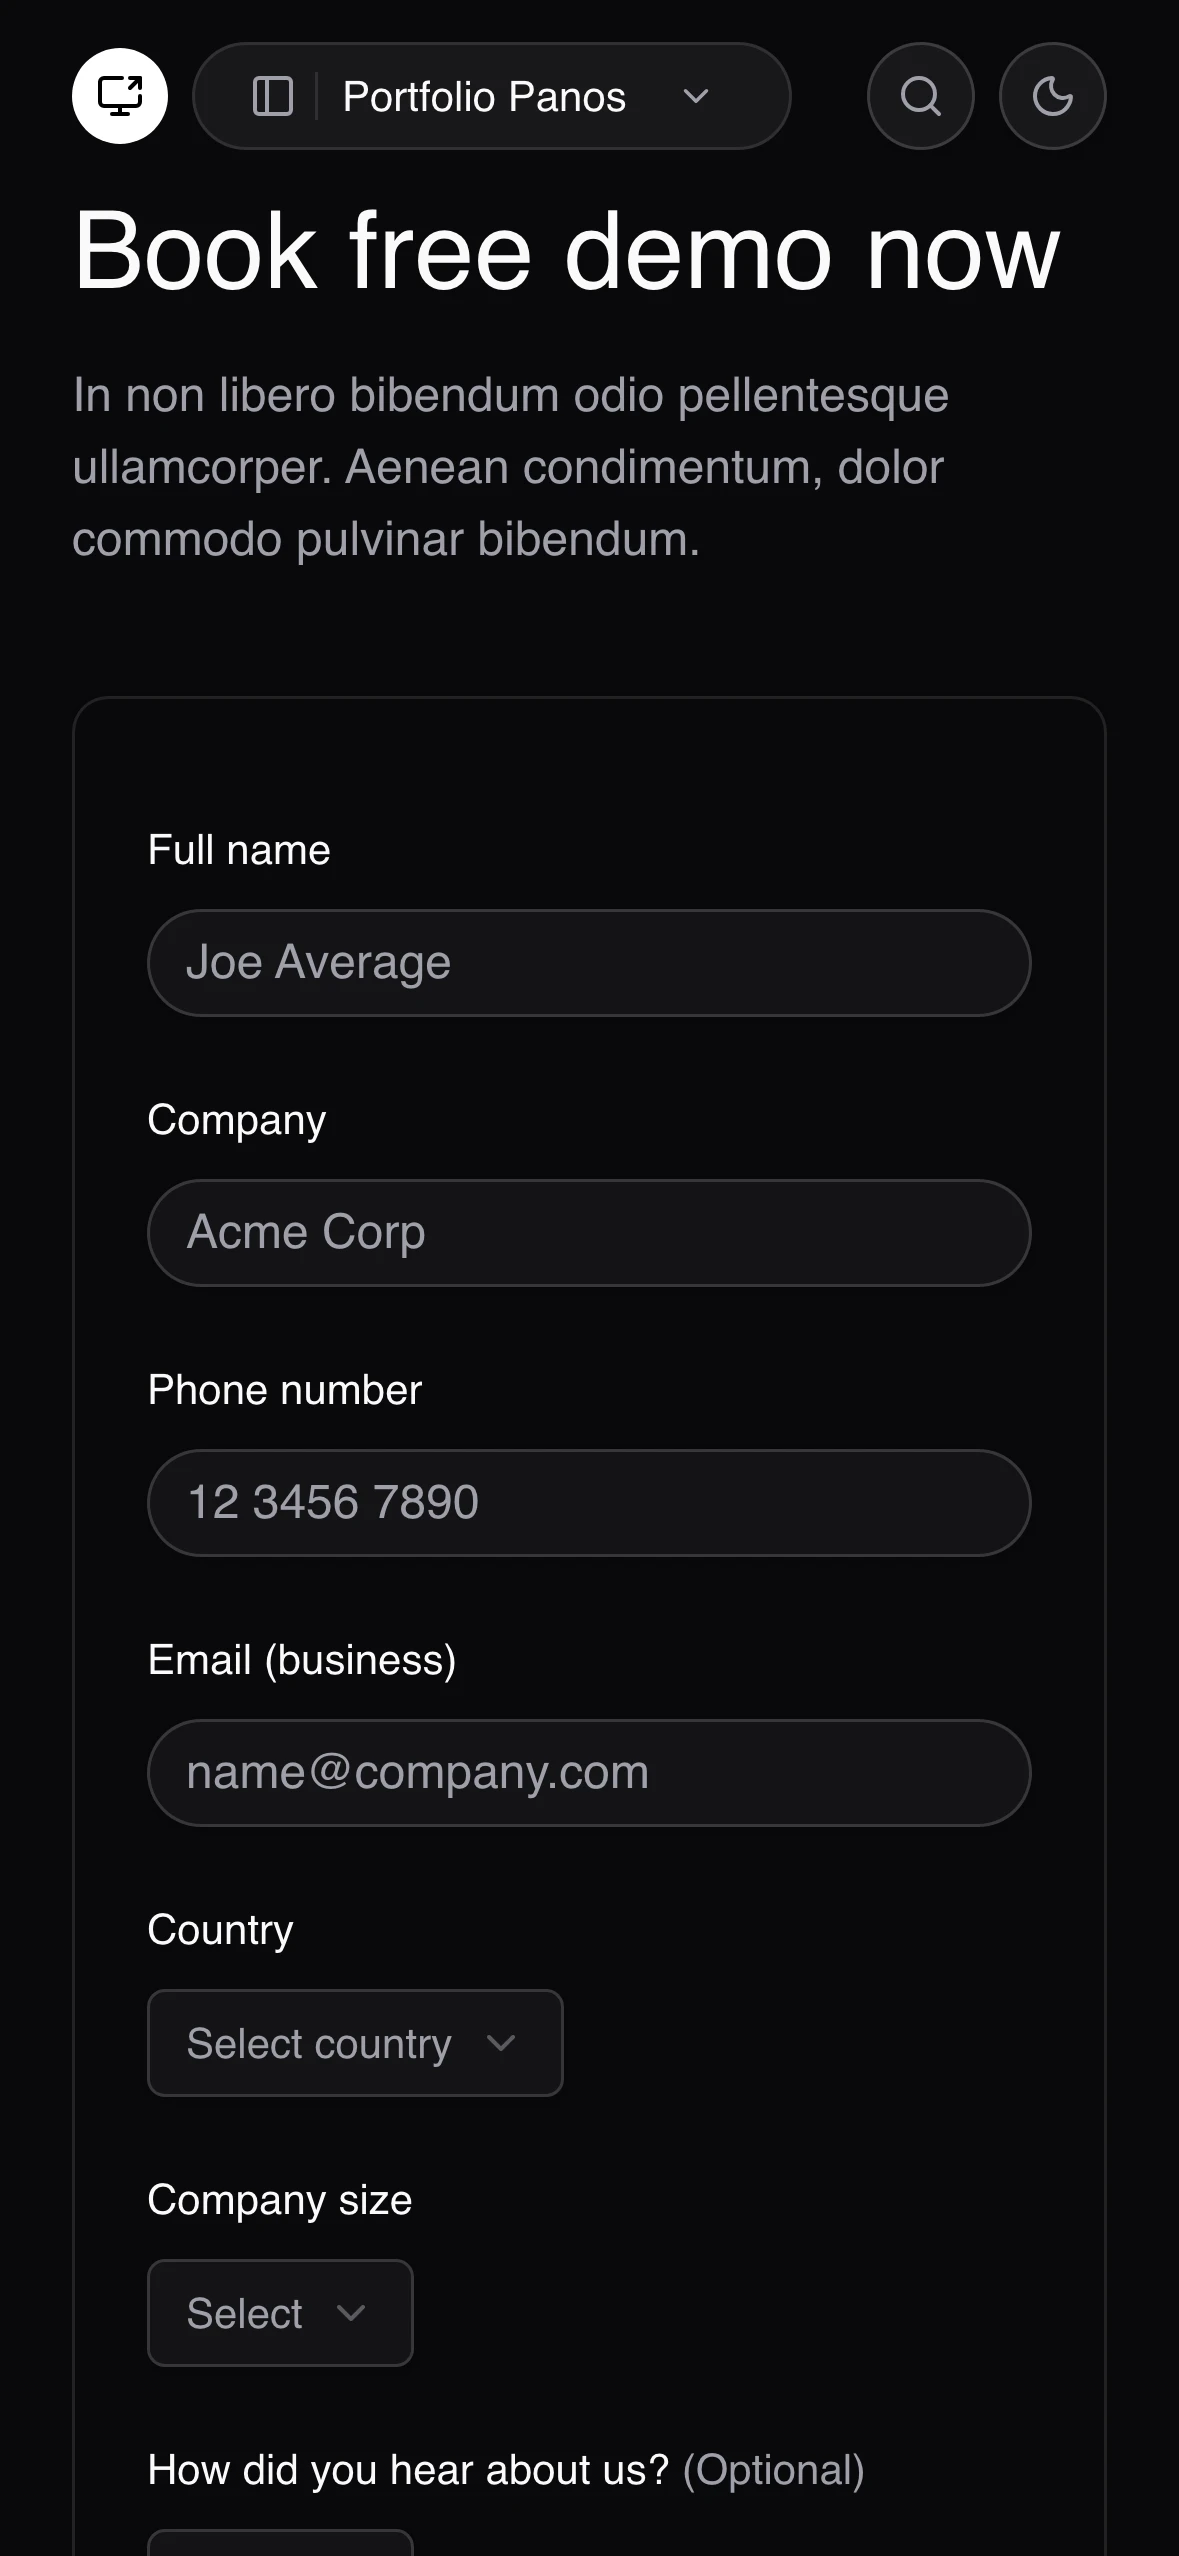 Portfolio Panos
Book free demo now
In non libero bibendum odio pellentesque
ullamcorper. Aenean condimentum, dolor
commodo pulvinar bibendum.
Full name
Joe Average
Company
Acme Corp
Phone number
12 3456 7890
Email (business)
name@company.com
Country
Select country
Company size
Select
How did you hear about us? (Optional)